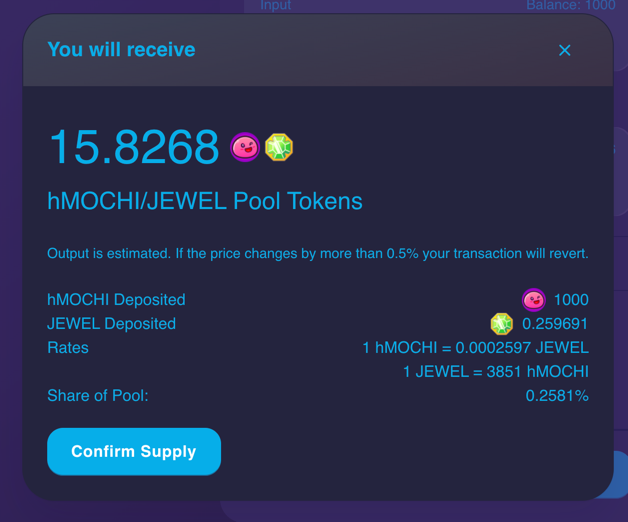 Input
Balance: 1000
You will receive
15.8268
hMOCHI/JEWEL Pool Tokens
Output is estimated. If the price changes by more than 0.5% your transaction will revert.
hMOCHI Deposited 1000
JEWEL Deposited 0.259691
Rates 1 hMOCHI = 0.0002597 JEWEL
1 JEWEL = 3851 hMOCHI
Share of Pool: 0.2581%
Confirm Supply